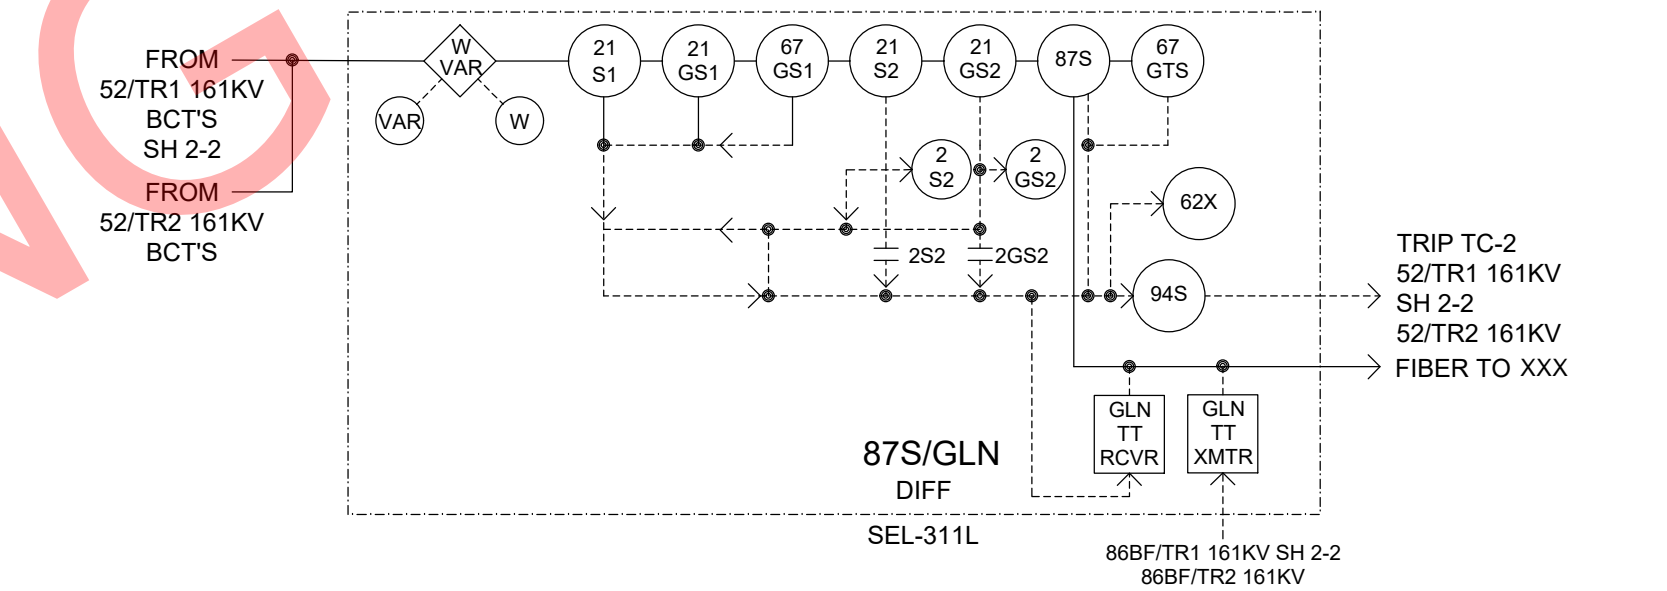 FROM
52/TR1 161KV
BCT'S
SH 2-2
FROM
52/TR2 161KV
BCT'S
W
VAR
VAR
W
21
S1
21
GS1
67
GS1
21
S2
21
GS2
87S
67
GTS
2
S2
2
GS2
62X
2S2
2GS2
94S
TRIP TC-2
52/TR1 161KV
SH 2-2
52/TR2 161KV
FIBER TO XXX
GLN
TT
RCVR
GLN
TT
XMTR
87S/GLN
DIFF
SEL-311L
86BF/TR1 161KV SH 2-2
86BF/TR2 161KV